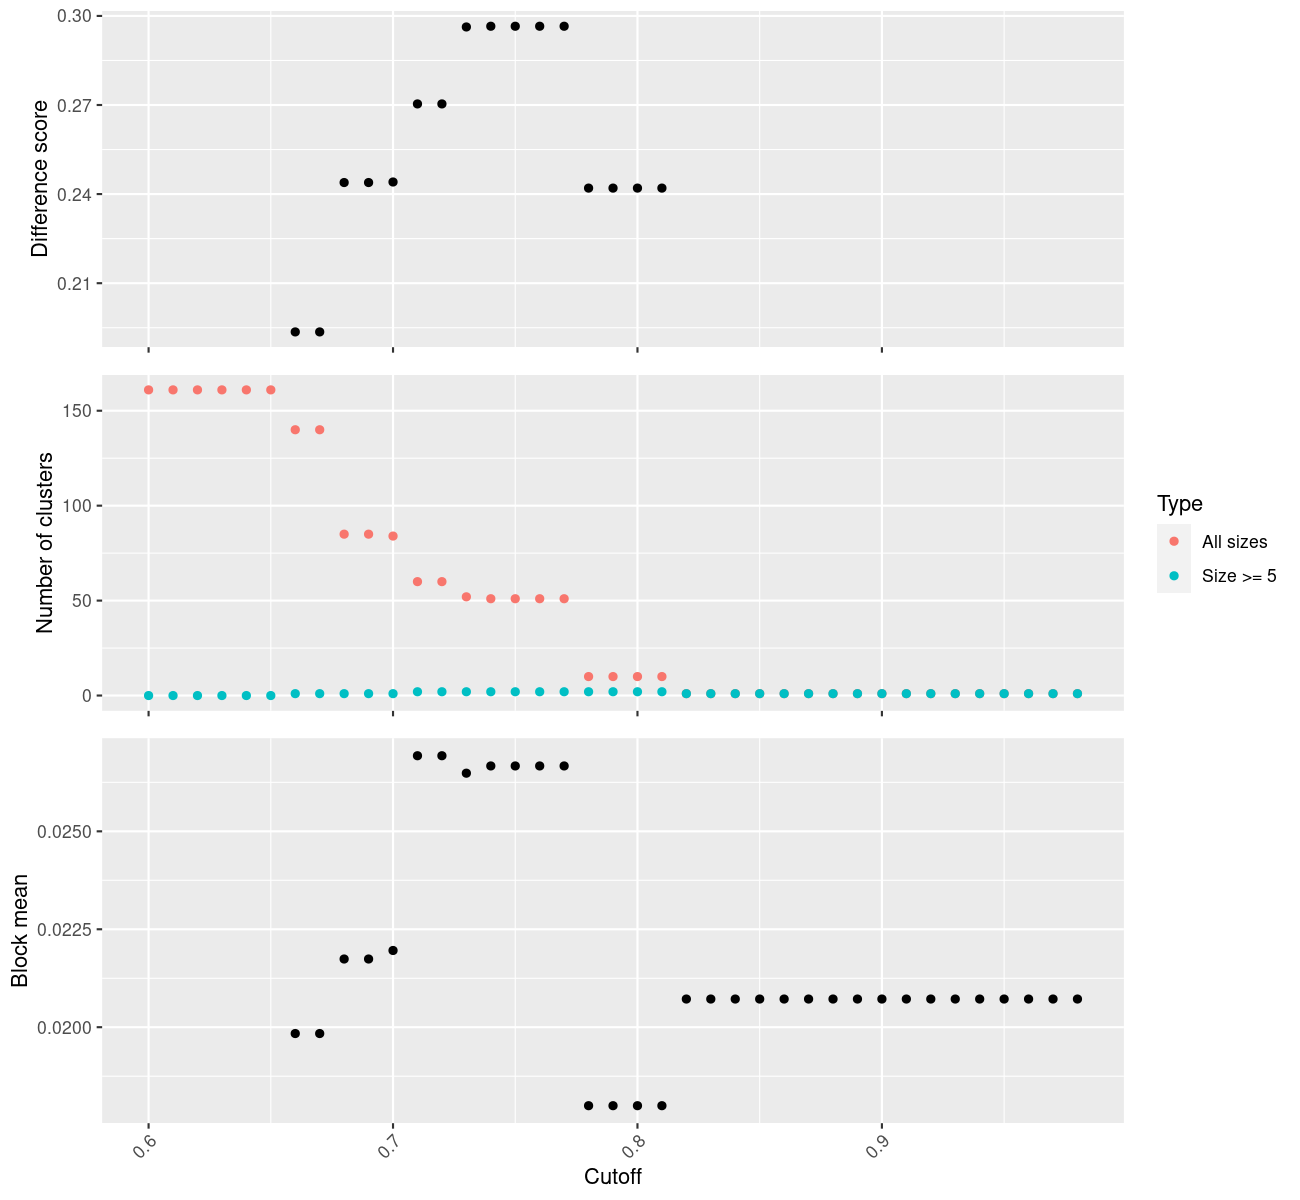 0.30
0.27
0.24
0.21
Difference score
150
100
50
0
Number of clusters
Type
All sizes
Size >= 5
0.0250
0.0225
0.0200
Block mean
0.6
0.7
0.8
0.9
Cutoff